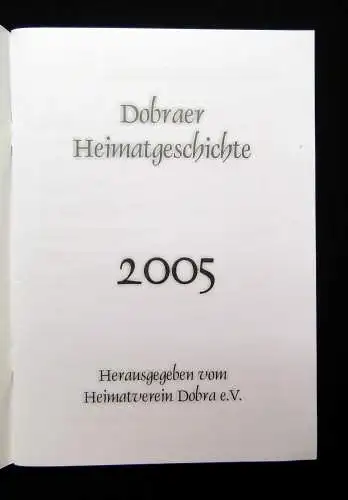 Dobraer
Heimatgeschichte
2005
Herausgegeben vom
Heimatverein Dobra e.V.